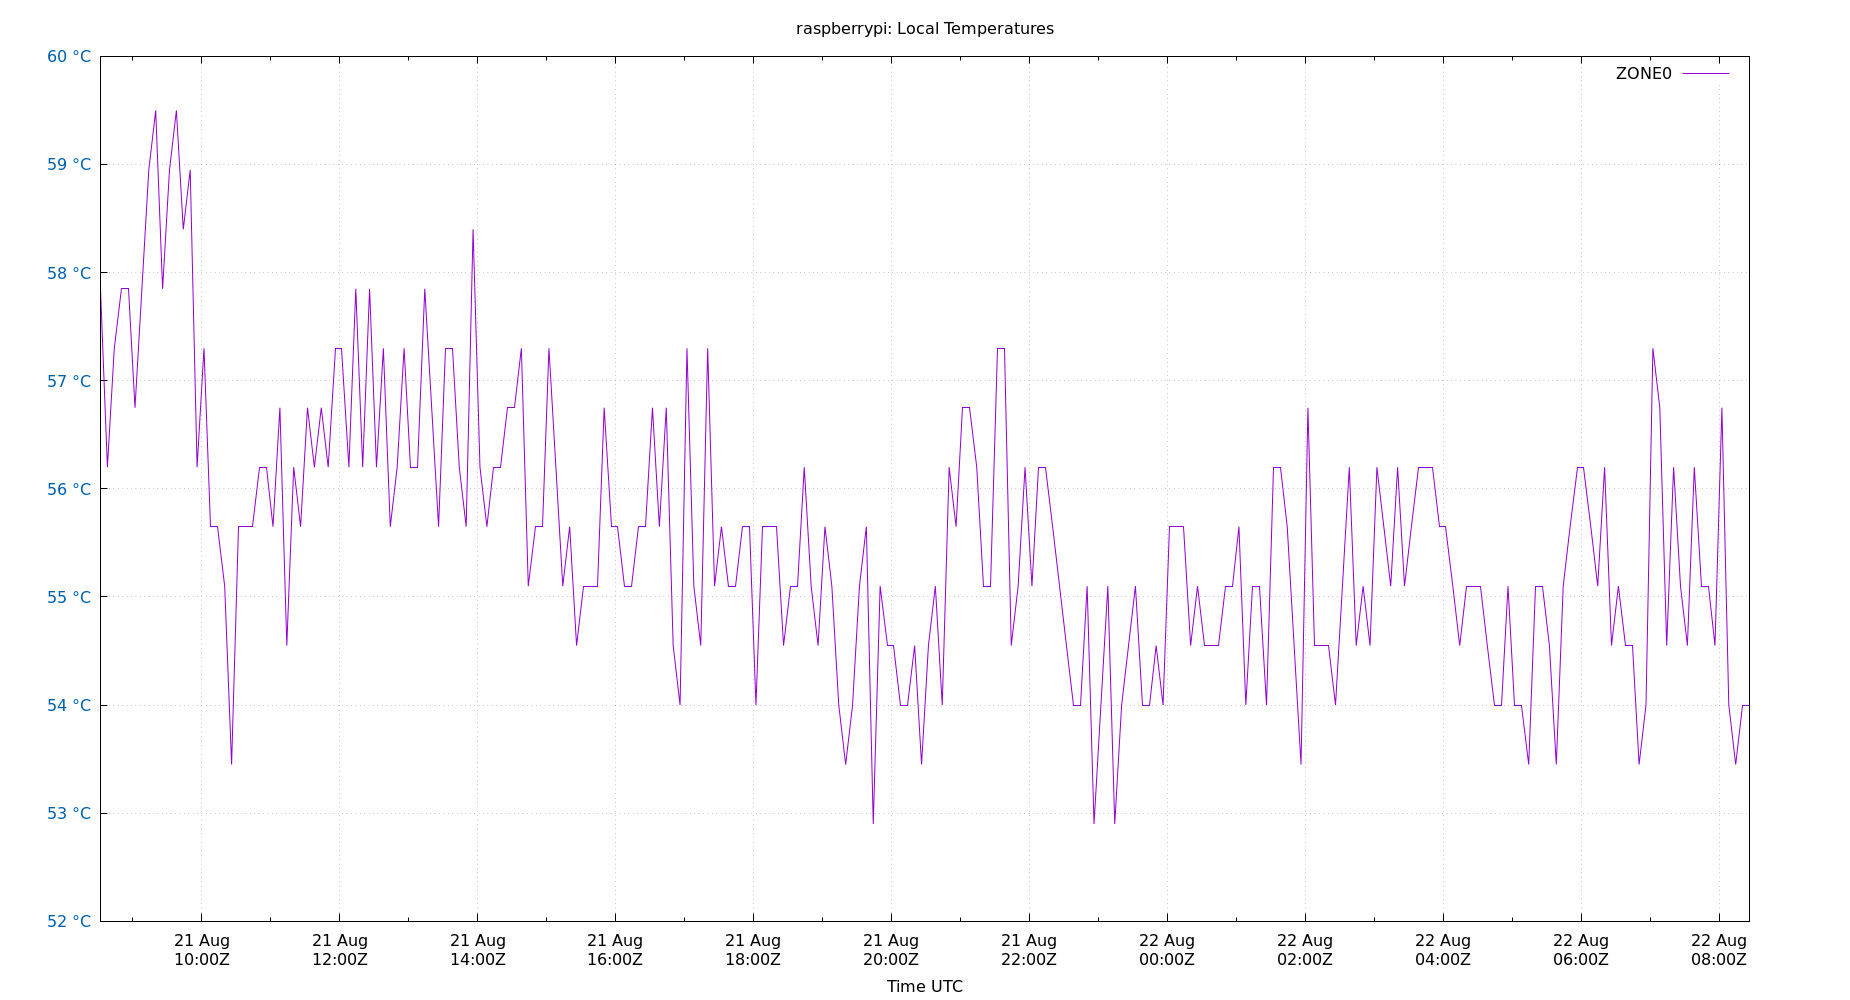 raspberrypi: Local Temperatures
ZONE0
60 °C
59 °C
58 °C
57 °C
56 °C
55 °C
54 °C
53 °C
52 °C
21 Aug 21 Aug 21 Aug 21 Aug 21 Aug 21 Aug 21 Aug 22 Aug 22 Aug 22 Aug 22 Aug 22 Aug
10:00Z 12:00Z 14:00Z 16:00Z 18:00Z 20:00Z 22:00Z 00:00Z 02:00Z 04:00Z 06:00Z 08:00Z
Time UTC